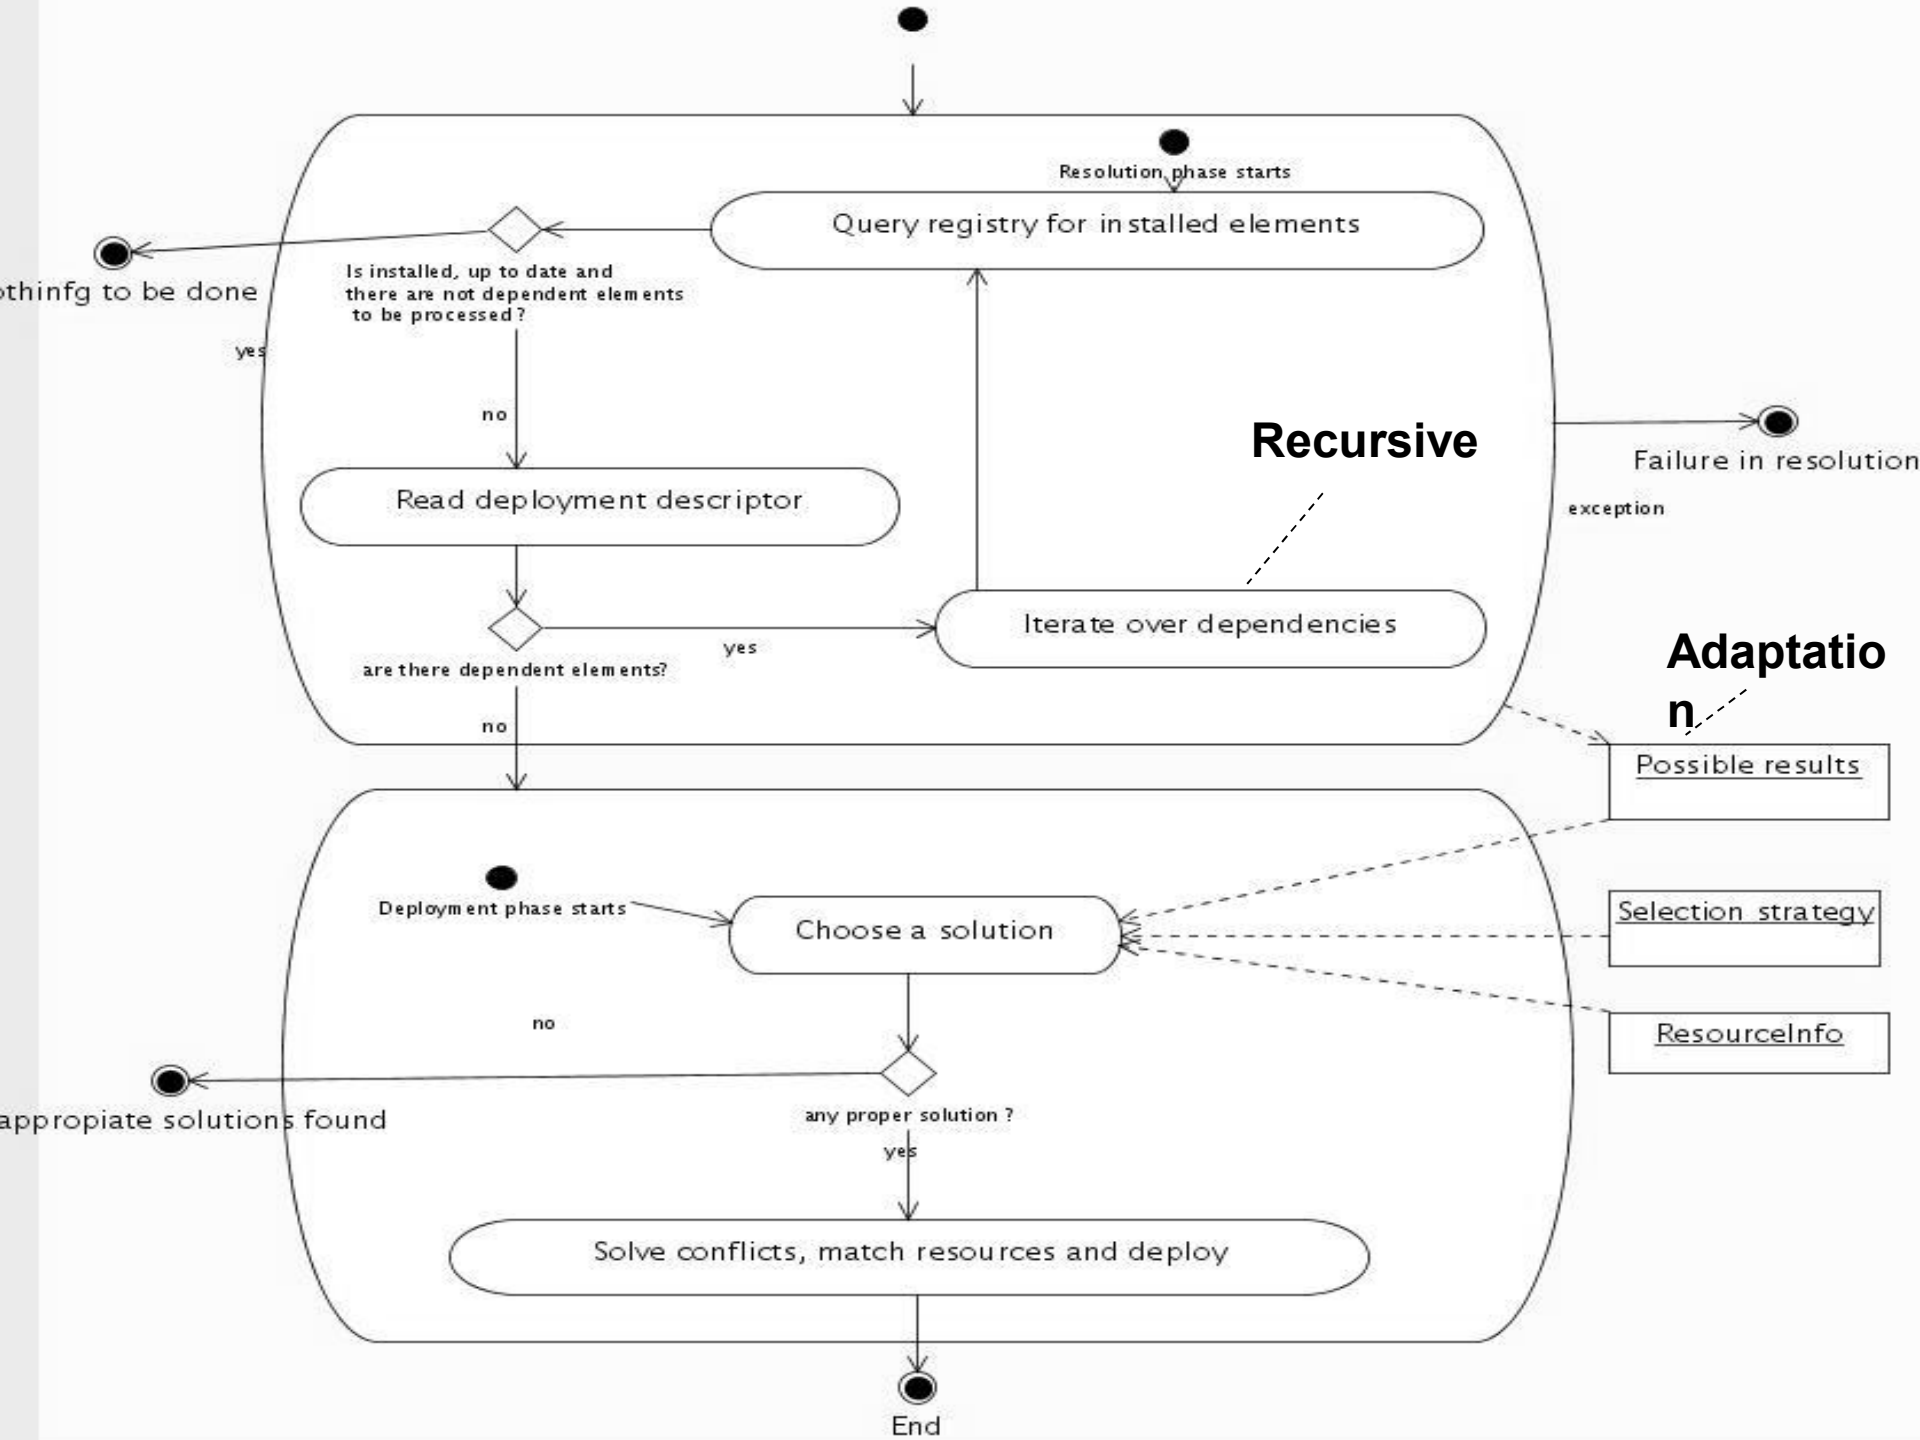 Resolution phase starts
Query registry for installed elements
Is installed, up to date and
there are not dependent elements
to be processed?
to be done
yes
no
Recursive
Failure in resolution
exception
Read deployment descriptor
Iterate over dependencies
yes
are there dependent elements?
no
Adaptatio
n
Possible results
Deployment phase starts
Choose a solution
Selection strategy
no
ResourceInfo
appropiate solutions found
any proper solution ?
yes
Solve conflicts, match resources and deploy
End